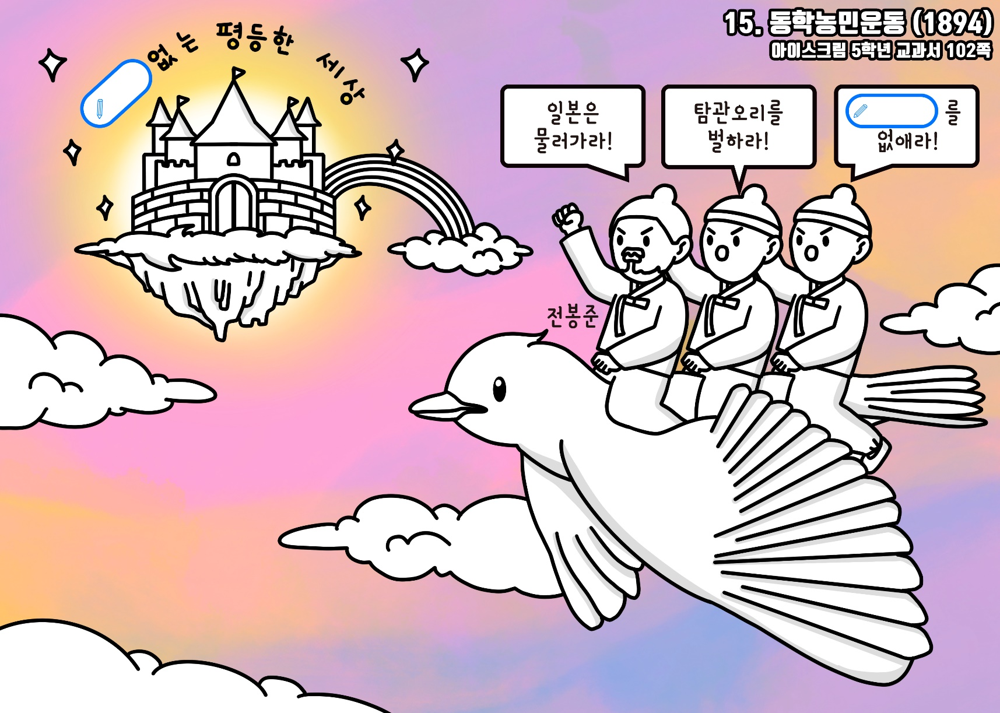 15. 동학농민운동 (1894)
아이스크림 5학년 교과서 102쪽
없는 평등한 세상
일본은
물러가라!
탐관오리를
벌하라!
를
없애라!
전봉준